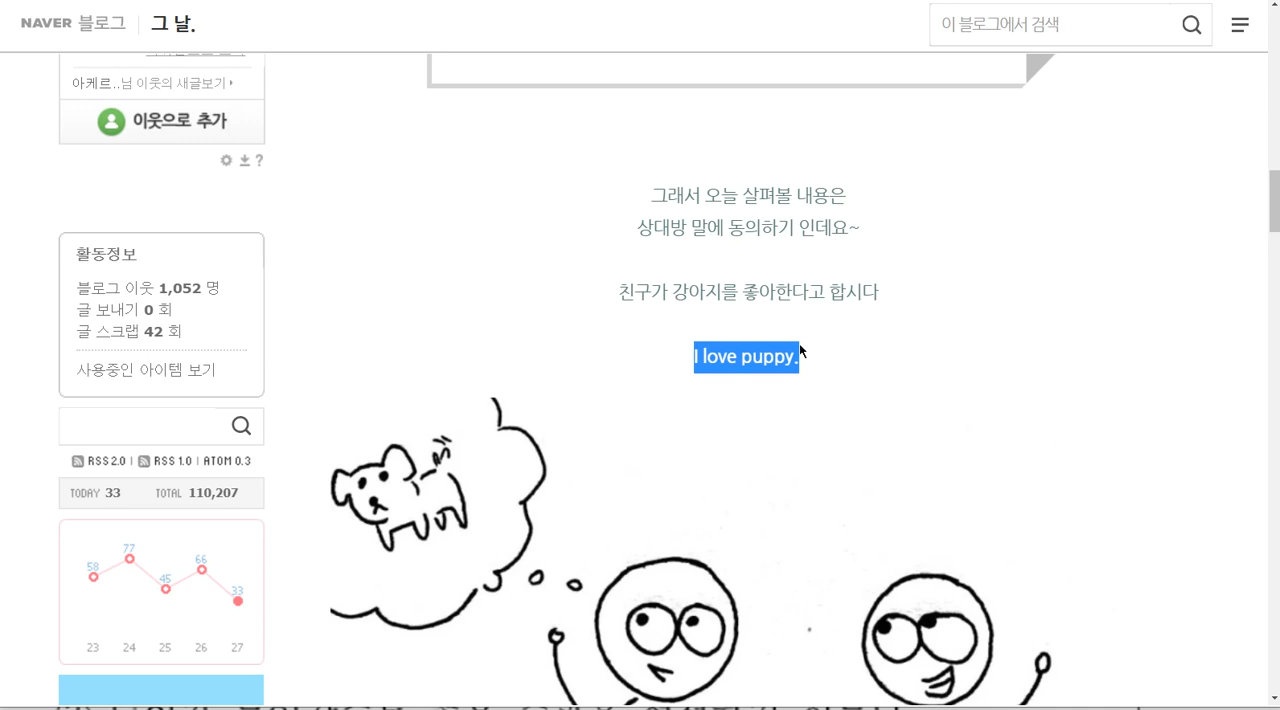 NAVER 블로그 그 날. 이 블로그에서 검색
아케르..님 이웃의 새글보기
이웃으로 추가
?
그래서 오늘 살펴볼 내용은
상대방 말에 동의하기 인데요~
친구가 강아지를 좋아한다고 합시다
I love puppy.
활동정보
블로그 이웃 1,052 명
글 보내기 0 회
글 스크랩 42 회
사용중인 아이템 보기
RSS 2.0 | RSS 1.0 | ATOM 0.3
TODAY 33 TOTAL 110,207
58 77 45 66 33
23 24 25 26 27